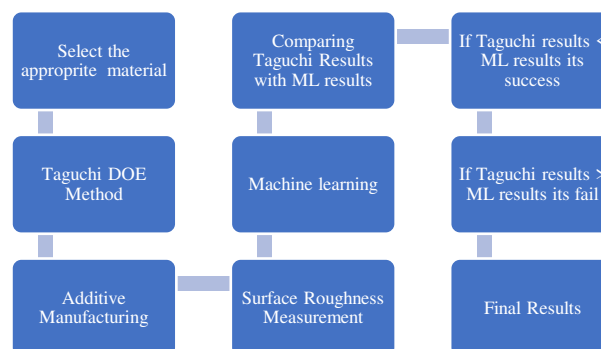 Select the
approprite material
Taguchi DOE
Method
Additive
Manufacturing
Surface Roughness
Measurement
Machine learning
Comparing
Taguchi Results
with ML results
If Taguchi results <
ML results its
success
If Taguchi results >
ML results its fail
Final Results